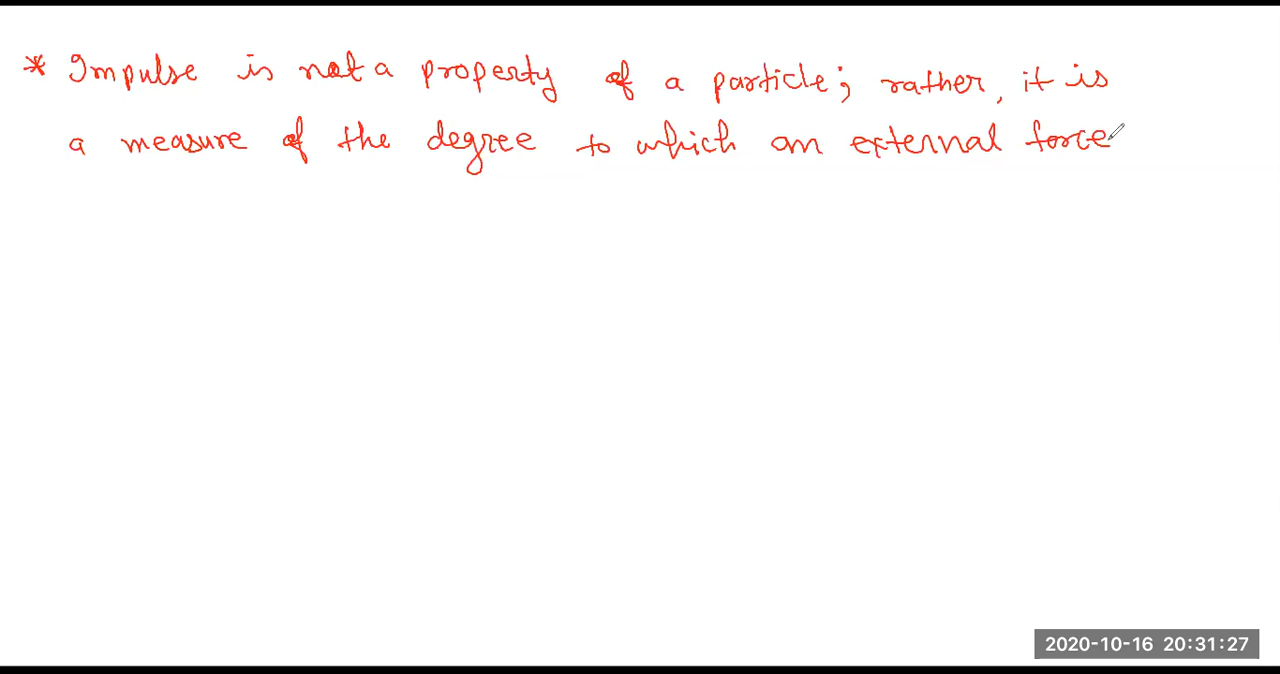 * Impulse is not a property of a particle; rather, it is
a measure of the degree to which an external force
2020-10-16 20:31:27